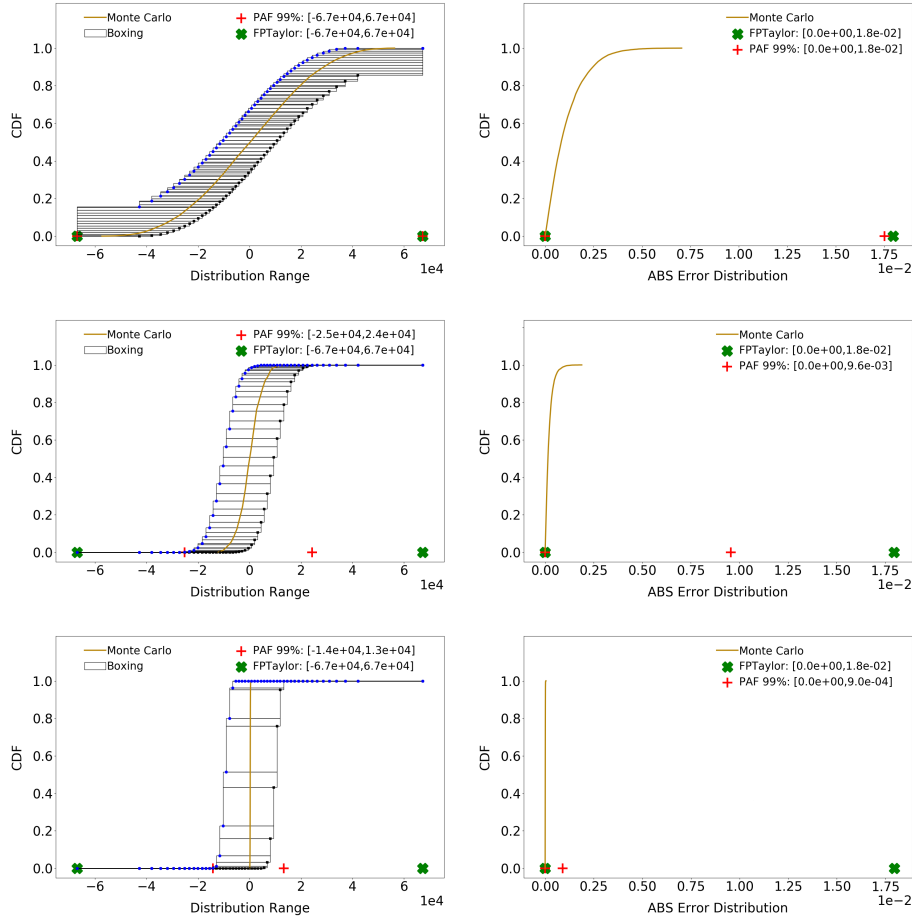 Monte Carlo
Boxing
PAF 99%: [-6.7e+04,6.7e+04]
FPTaylor: [-6.7e+04,6.7e+04]
CDF
1.0
0.8
0.6
0.4
0.2
0.0
−6 −4 −2 0 2 4 6
1e4
Distribution Range
Monte Carlo
FPTaylor: [0.0e+00,1.8e-02]
PAF 99%: [0.0e+00,1.8e-02]
CDF
1.0
0.8
0.6
0.4
0.2
0.0
0.00 0.25 0.50 0.75 1.00 1.25 1.50 1.75
1e−2
ABS Error Distribution
Monte Carlo
Boxing
PAF 99%: [-2.5e+04,2.4e+04]
FPTaylor: [-6.7e+04,6.7e+04]
CDF
1.0
0.8
0.6
0.4
0.2
0.0
−6 −4 −2 0 2 4 6
1e4
Distribution Range
Monte Carlo
FPTaylor: [0.0e+00,1.8e-02]
PAF 99%: [0.0e+00,9.6e-03]
CDF
1.0
0.8
0.6
0.4
0.2
0.0
0.00 0.25 0.50 0.75 1.00 1.25 1.50 1.75
1e−2
ABS Error Distribution
Monte Carlo
Boxing
PAF 99%: [-1.4e+04,1.3e+04]
FPTaylor: [-6.7e+04,6.7e+04]
CDF
1.0
0.8
0.6
0.4
0.2
0.0
−6 −4 −2 0 2 4 6
1e4
Distribution Range
Monte Carlo
FPTaylor: [0.0e+00,1.8e-02]
PAF 99%: [0.0e+00,9.0e-04]
CDF
1.0
0.8
0.6
0.4
0.2
0.0
0.00 0.25 0.50 0.75 1.00 1.25 1.50 1.75
1e−2
ABS Error Distribution